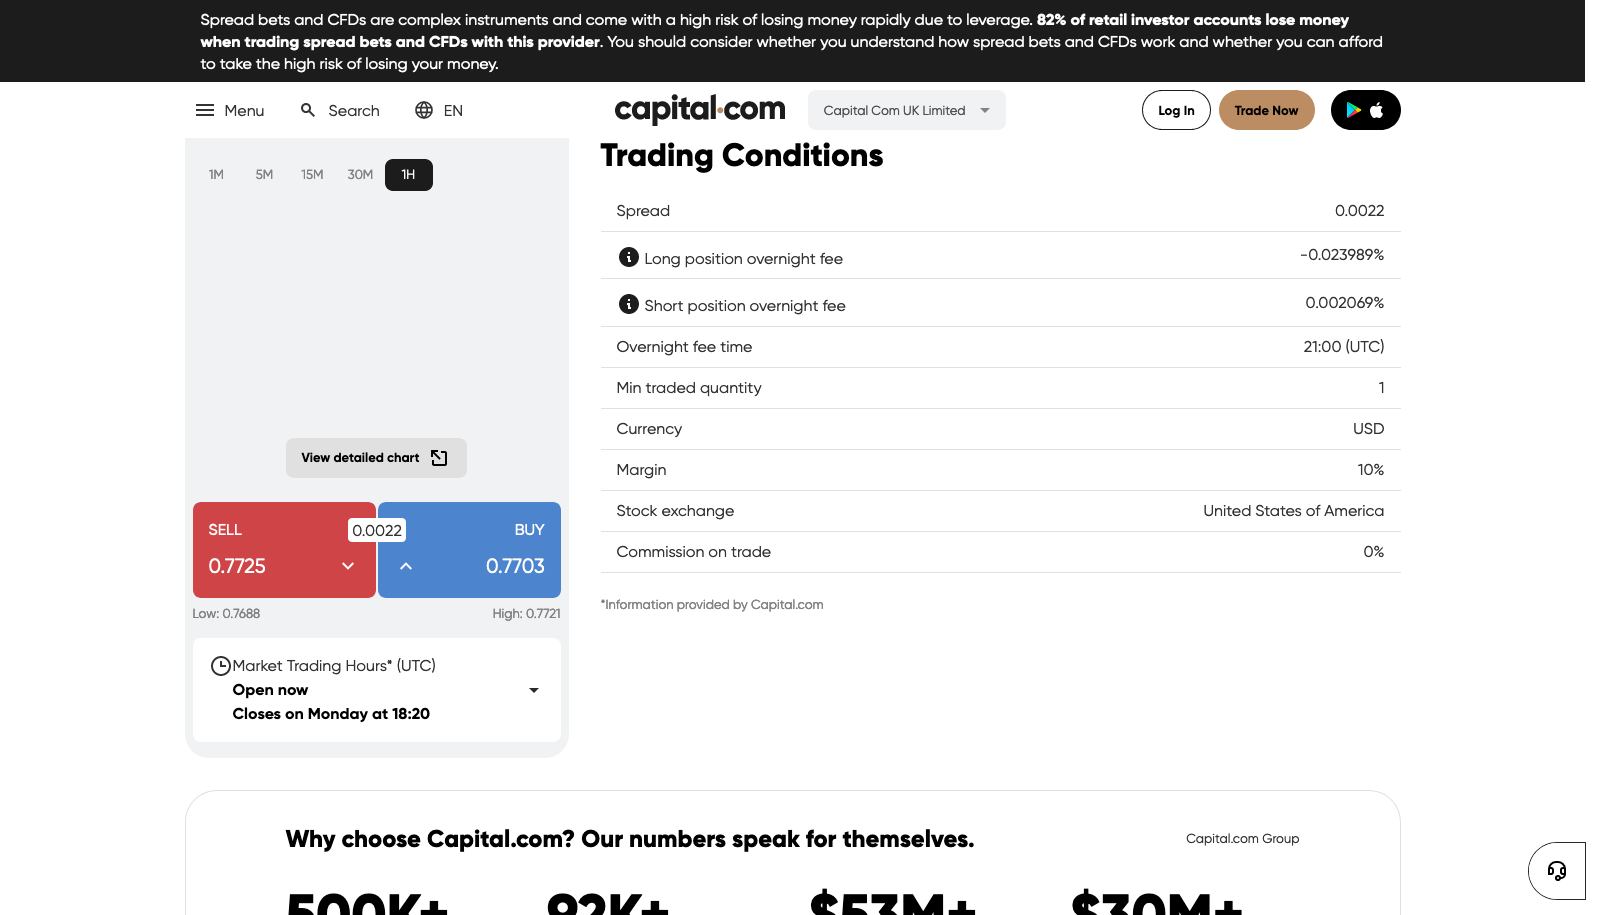 Spread bets and CFDs are complex instruments and come with a high risk of losing money rapidly due to leverage. 82% of retail investor accounts lose money
when trading spread bets and CFDs with this provider. You should consider whether you understand how spread bets and CFDs work and whether you can afford
to take the high risk of losing your money.
Menu Search EN capital.com Capital Com UK Limited Log In Trade Now
1M 5M 15M 30M 1H
View detailed chart
SELL 0.0022 BUY
0.7725 0.7703
Low: 0.7688 High: 0.7721
Market Trading Hours* (UTC)
Open now
Closes on Monday at 18:20
Trading Conditions
Spread 0.0022
Long position overnight fee -0.023989%
Short position overnight fee 0.002069%
Overnight fee time 21:00 (UTC)
Min traded quantity 1
Currency USD
Margin 10%
Stock exchange United States of America
Commission on trade 0%
*Information provided by Capital.com
Why choose Capital.com? Our numbers speak for themselves. Capital.com Group
500K+ 92K+ $53M+ $30M+